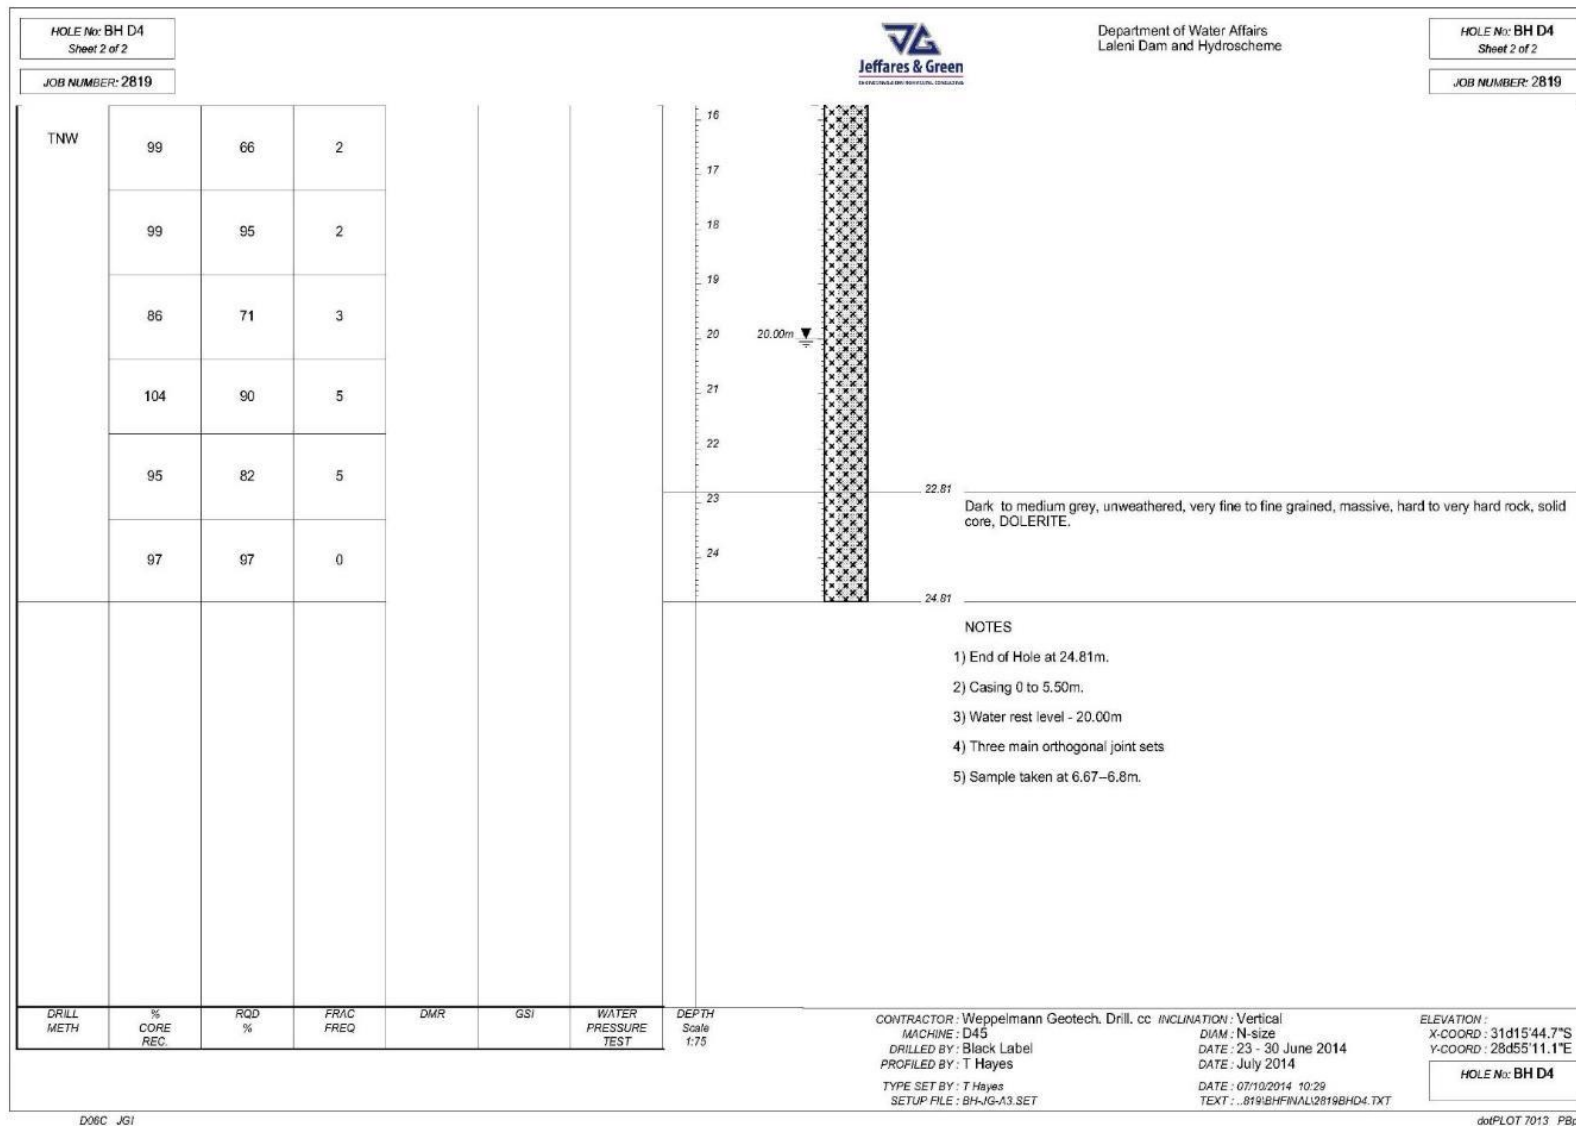 HOLE No: BH D4
Sheet 2 of 2
JOB NUMBER: 2819
Jeffares & Green
Department of Water Affairs
Laleni Dam and Hydroscheme
HOLE No: BH D4
Sheet 2 of 2
JOB NUMBER: 2819
TNW
99 66 2
99 95 2
86 71 3
104 90 5
95 82 5
97 97 0
16
17
18
19
20
21
22
23
24
20.00m
22.81
Dark to medium grey, unweathered, very fine to fine grained, massive, hard to very hard rock, solid
core, DOLERITE.
24.81
NOTES
1) End of Hole at 24.81m.
2) Casing 0 to 5.50m.
3) Water rest level - 20.00m
4) Three main orthogonal joint sets
5) Sample taken at 6.67–6.8m.
DRILL
METH
%
CORE
REC.
RQD
%
FRAC
FREQ
DMR
GSI
WATER
PRESSURE
TEST
DEPTH
Scale
1:75
CONTRACTOR : Weppelmann Geotech. Drill. cc
MACHINE : D45
DRILLED BY : Black Label
PROFILED BY : T Hayes
TYPE SET BY : T Hayes
SETUP FILE : BH-JG-A3.SET
INCLINATION : Vertical
DIAM : N-size
DATE : 23 - 30 June 2014
DATE : July 2014
DATE : 07/10/2014 10:29
TEXT : ..819\BHFINAL\2819BHD4.TXT
ELEVATION :
X-COORD : 31d15'44.7"S
Y-COORD : 28d55'11.1"E
HOLE No: BH D4
D06C JGI
dotPLOT 7013 PBp